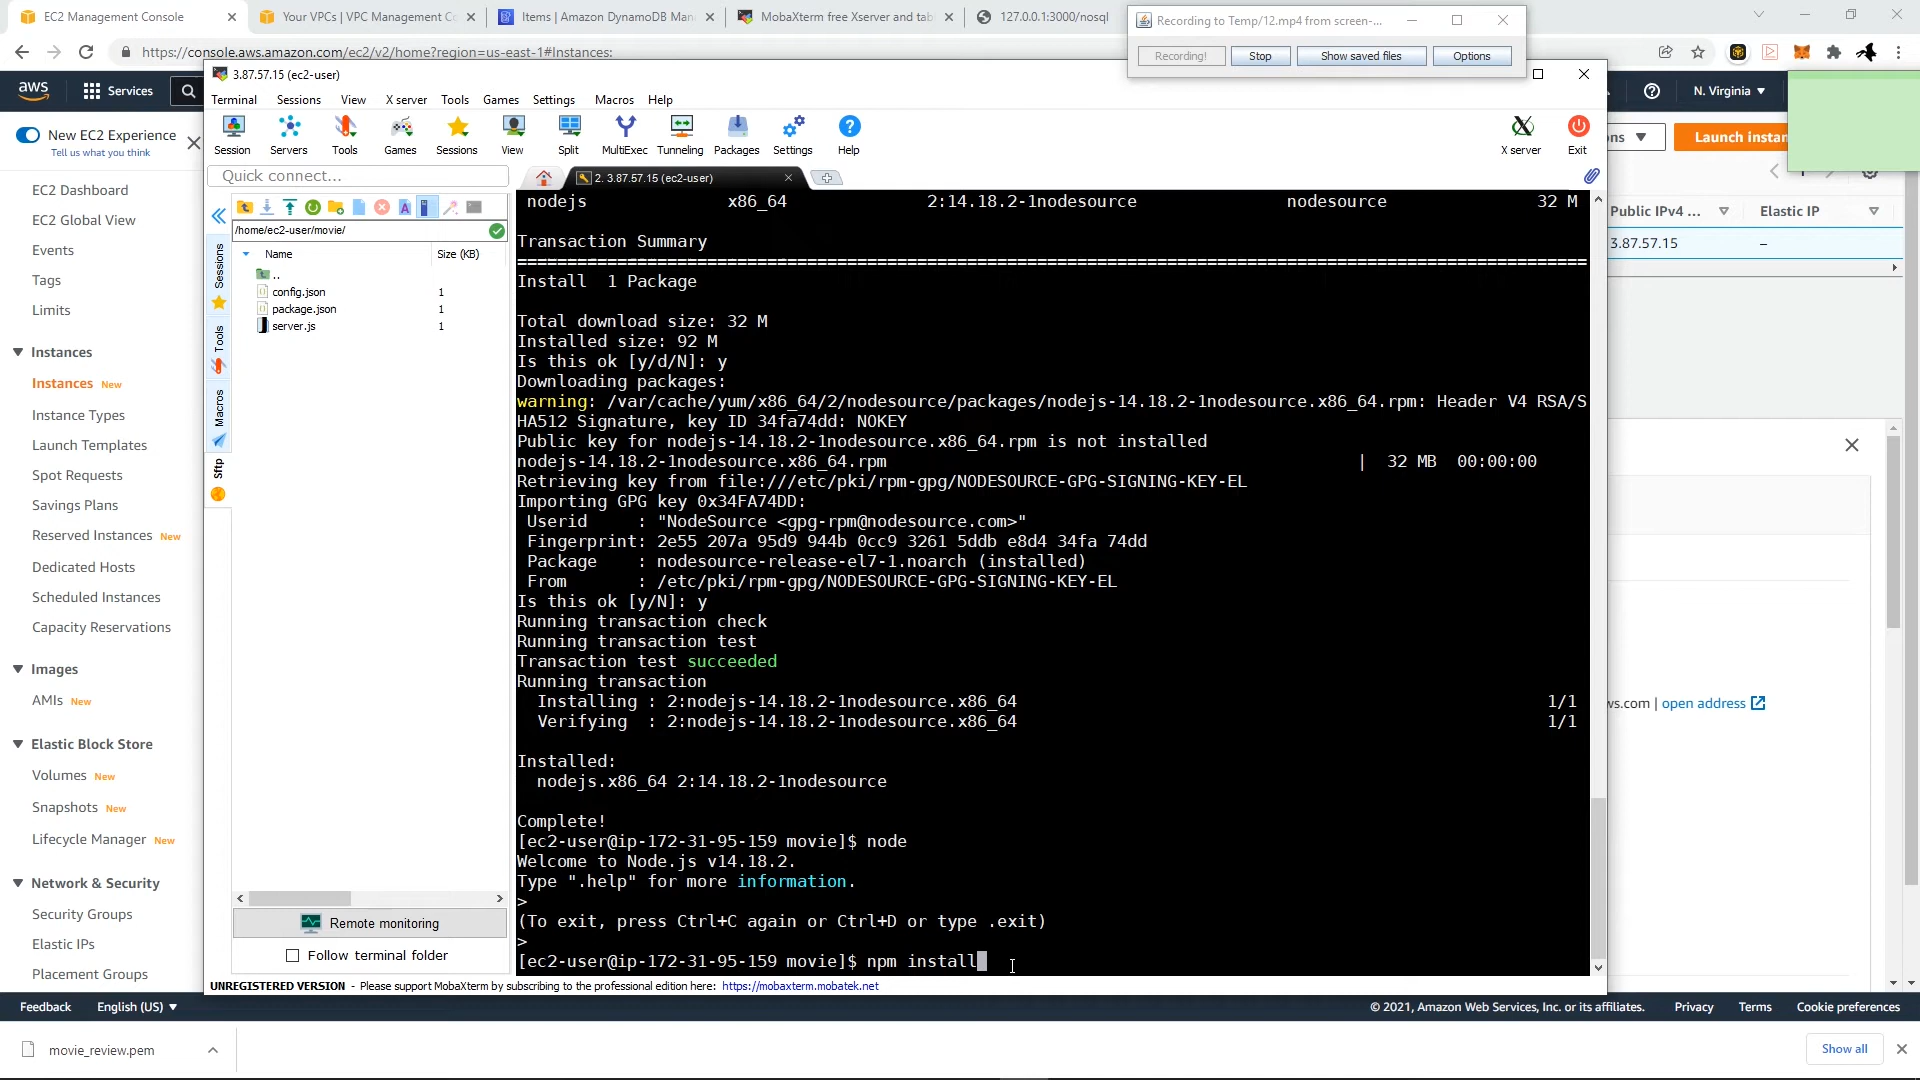 EC2 Management Console
Your VPCs | VPC Management Co
Items | Amazon DynamoDB Man
MobaXterm free Xserver and tab
127.0.0.1:3000/nosql
Recording to Temp/12.mp4 from screen-...
Recording!
Stop
Show saved files
Options
https://console.aws.amazon.com/ec2/v2/home?region=us-east-1#Instances:
aws
Services
N. Virginia
3.87.57.15 (ec2-user)
Terminal Sessions View X server Tools Games Settings Macros Help
Session Servers Tools Games Sessions View Split MultiExec Tunneling Packages Settings Help
X server Exit
Quick connect...
2. 3.87.57.15 (ec2-user)
New EC2 Experience
Tell us what you think
EC2 Dashboard
EC2 Global View
Events
Tags
Limits
Instances
Instances New
Instance Types
Launch Templates
Spot Requests
Savings Plans
Reserved Instances New
Dedicated Hosts
Scheduled Instances
Capacity Reservations
Images
AMIs New
Elastic Block Store
Volumes New
Snapshots New
Lifecycle Manager New
Network & Security
Security Groups
Elastic IPs
Placement Groups
Sessions
Tools
Macros
Sftp
/home/ec2-user/movie/
Name Size (KB)
..
config.json 1
package.json 1
server.js 1
Remote monitoring
Follow terminal folder
nodejs x86_64 2:14.18.2-1nodesource nodesource 32 M
Transaction Summary
================================================================================
Install 1 Package
Total download size: 32 M
Installed size: 92 M
Is this ok [y/d/N]: y
Downloading packages:
warning: /var/cache/yum/x86_64/2/nodesource/packages/nodejs-14.18.2-1nodesource.x86_64.rpm: Header V4 RSA/S
HA512 Signature, key ID 34fa74dd: NOKEY
Public key for nodejs-14.18.2-1nodesource.x86_64.rpm is not installed
nodejs-14.18.2-1nodesource.x86_64.rpm | 32 MB 00:00:00
Retrieving key from file:///etc/pki/rpm-gpg/NODESOURCE-GPG-SIGNING-KEY-EL
Importing GPG key 0x34FA74DD:
Userid : "NodeSource <gpg-rpm@nodesource.com>"
Fingerprint: 2e55 207a 95d9 944b 0cc9 3261 5ddb e8d4 34fa 74dd
Package : nodesource-release-el7-1.noarch (installed)
From : /etc/pki/rpm-gpg/NODESOURCE-GPG-SIGNING-KEY-EL
Is this ok [y/N]: y
Running transaction check
Running transaction test
Transaction test succeeded
Running transaction
Installing : 2:nodejs-14.18.2-1nodesource.x86_64 1/1
Verifying : 2:nodejs-14.18.2-1nodesource.x86_64 1/1
Installed:
nodejs.x86_64 2:14.18.2-1nodesource
Complete!
[ec2-user@ip-172-31-95-159 movie]$ node
Welcome to Node.js v14.18.2.
Type ".help" for more information.
>
(To exit, press Ctrl+C again or Ctrl+D or type .exit)
>
[ec2-user@ip-172-31-95-159 movie]$ npm install
UNREGISTERED VERSION - Please support MobaXterm by subscribing to the professional edition here: https://mobaxterm.mobatek.net
ons
Launch instan
Public IPv4 ...
Elastic IP
3.87.57.15
–
ws.com | open address
Feedback
English (US)
© 2021, Amazon Web Services, Inc. or its affiliates.
Privacy
Terms
Cookie preferences
movie_review.pem
Show all